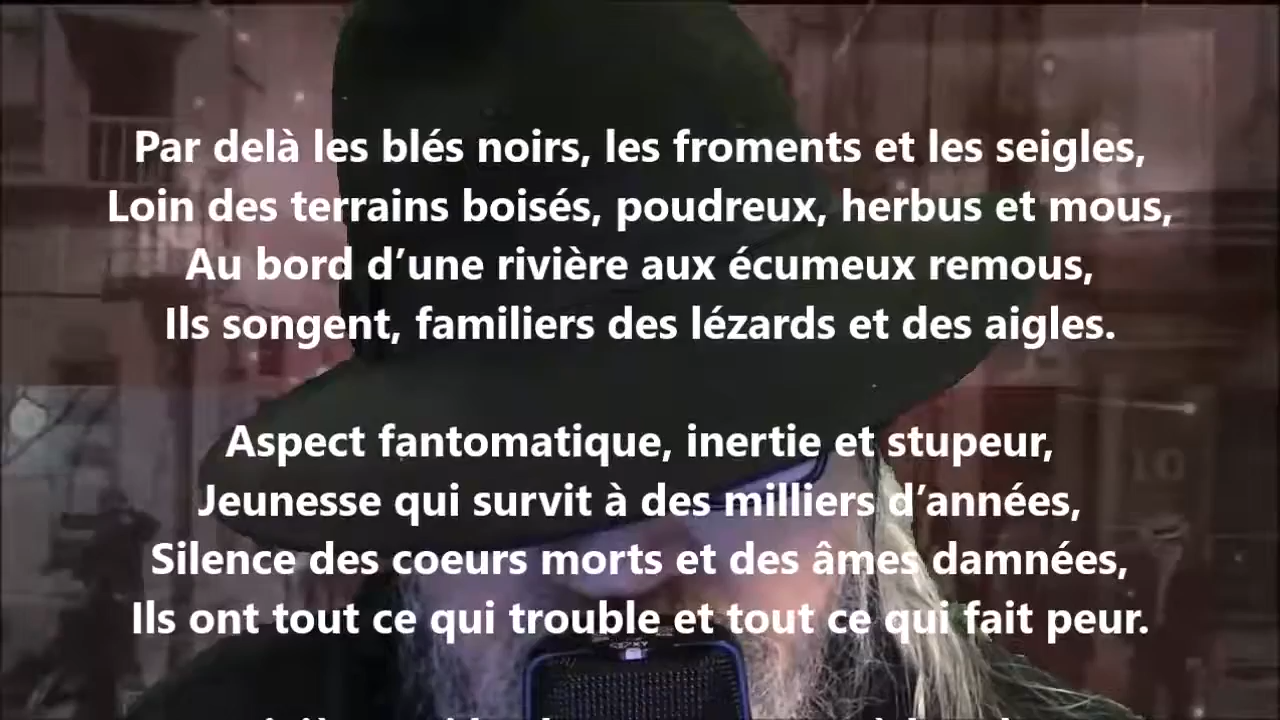 Par delà les blés noirs, les froments et les seigles,
Loin des terrains boisés, poudreux, herbus et mous,
Au bord d’une rivière aux écumeux remous,
Ils songent, familiers des lézards et des aigles.
Aspect fantomatique, inertie et stupeur,
Jeunesse qui survit à des milliers d’années,
Silence des coeurs morts et des âmes damnées,
Ils ont tout ce qui trouble et tout ce qui fait peur.
10